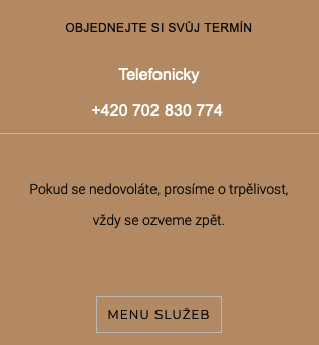 OBJEDNEJTE SI SVŮJ TERMÍN
Telefonicky
+420 702 830 774
Pokud se nedovoláte, prosíme o trpělivost,
vždy se ozveme zpět.
MENU SLUŽEB